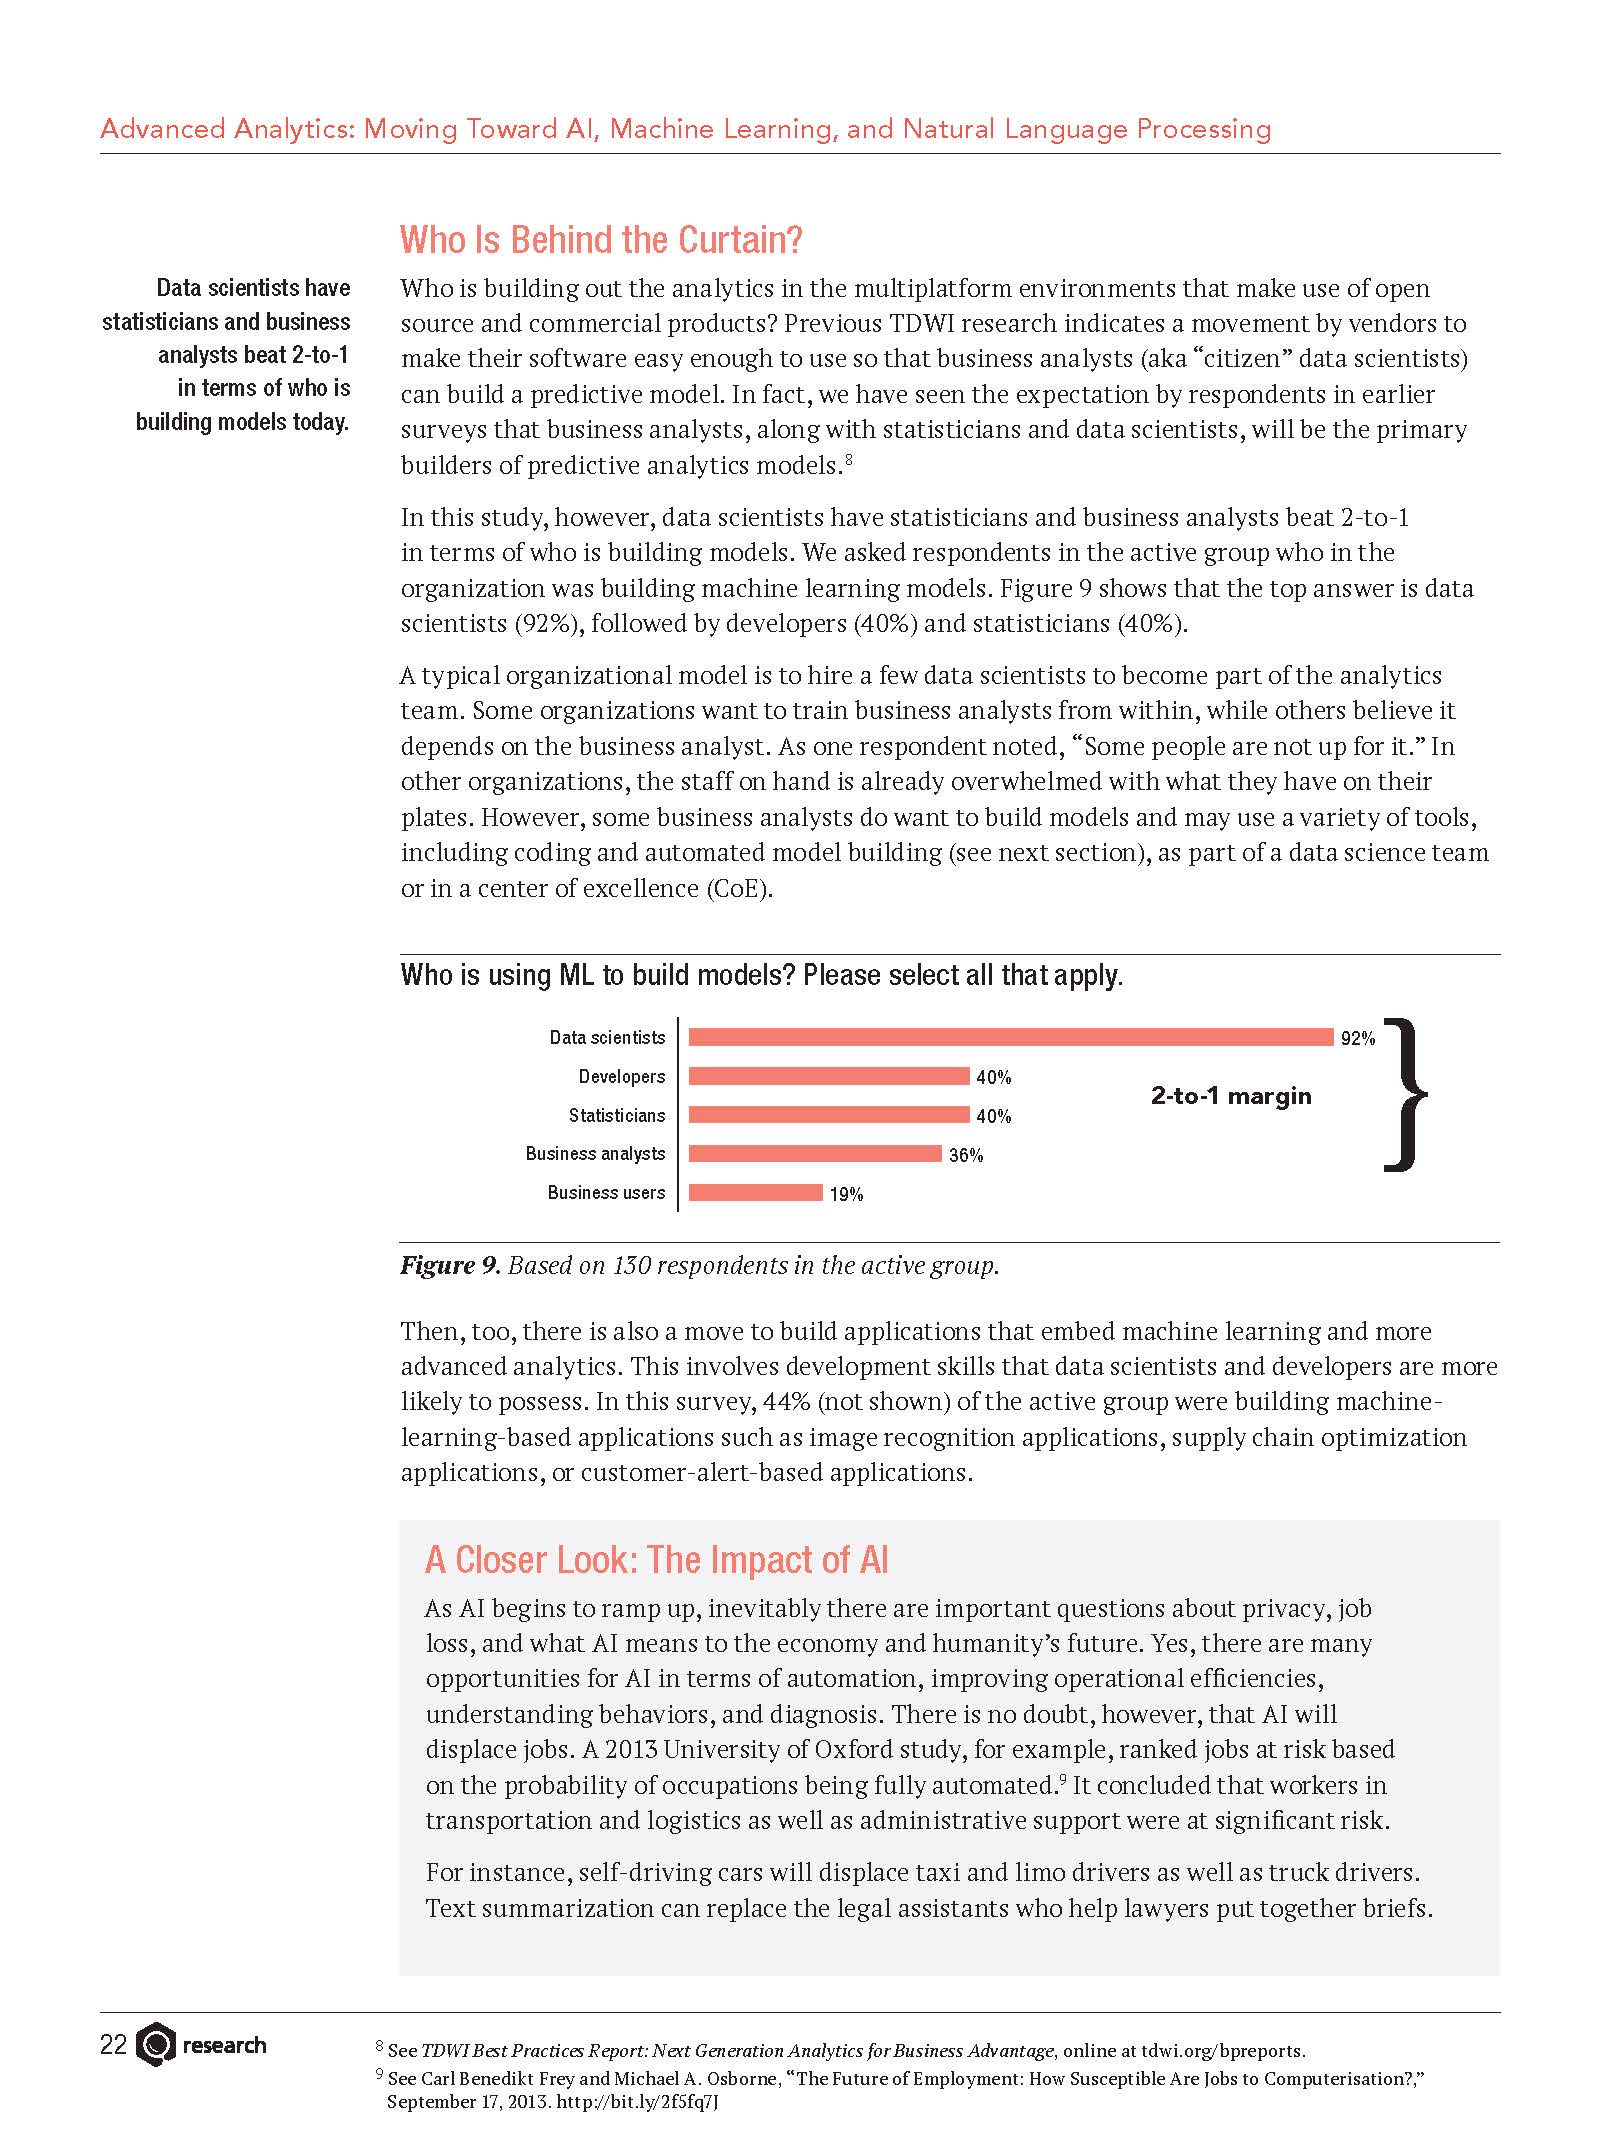 Advanced Analytics: Moving Toward AI, Machine Learning, and Natural Language Processing
Who Is Behind the Curtain?
Data scientists have
statisticians and business
analysts beat 2-to-1
in terms of who is
building models today.
Who is building out the analytics in the multiplatform environments that make use of open
source and commercial products? Previous TDWI research indicates a movement by vendors to
make their software easy enough to use so that business analysts (aka “citizen” data scientists)
can build a predictive model. In fact, we have seen the expectation by respondents in earlier
surveys that business analysts, along with statisticians and data scientists, will be the primary
builders of predictive analytics models.⁸
In this study, however, data scientists have statisticians and business analysts beat 2-to-1
in terms of who is building models. We asked respondents in the active group who in the
organization was building machine learning models. Figure 9 shows that the top answer is data
scientists (92%), followed by developers (40%) and statisticians (40%).
A typical organizational model is to hire a few data scientists to become part of the analytics
team. Some organizations want to train business analysts from within, while others believe it
depends on the business analyst. As one respondent noted, “Some people are not up for it.” In
other organizations, the staff on hand is already overwhelmed with what they have on their
plates. However, some business analysts do want to build models and may use a variety of tools,
including coding and automated model building (see next section), as part of a data science team
or in a center of excellence (CoE).
Who is using ML to build models? Please select all that apply.
Data scientists 92%
Developers 40%
2-to-1 margin
Statisticians 40%
Business analysts 36%
Business users 19%
Figure 9. Based on 130 respondents in the active group.
Then, too, there is also a move to build applications that embed machine learning and more
advanced analytics. This involves development skills that data scientists and developers are more
likely to possess. In this survey, 44% (not shown) of the active group were building machine-
learning-based applications such as image recognition applications, supply chain optimization
applications, or customer-alert-based applications.
A Closer Look: The Impact of AI
As AI begins to ramp up, inevitably there are important questions about privacy, job
loss, and what AI means to the economy and humanity’s future. Yes, there are many
opportunities for AI in terms of automation, improving operational efficiencies,
understanding behaviors, and diagnosis. There is no doubt, however, that AI will
displace jobs. A 2013 University of Oxford study, for example, ranked jobs at risk based
on the probability of occupations being fully automated.⁹ It concluded that workers in
transportation and logistics as well as administrative support were at significant risk.
For instance, self-driving cars will displace taxi and limo drivers as well as truck drivers.
Text summarization can replace the legal assistants who help lawyers put together briefs.
22 research
⁸ See TDWI Best Practices Report: Next Generation Analytics for Business Advantage, online at tdwi.org/bpreports.
⁹ See Carl Benedikt Frey and Michael A. Osborne, “The Future of Employment: How Susceptible Are Jobs to Computerisation?,”
September 17, 2013. http://bit.ly/2f5fq7J